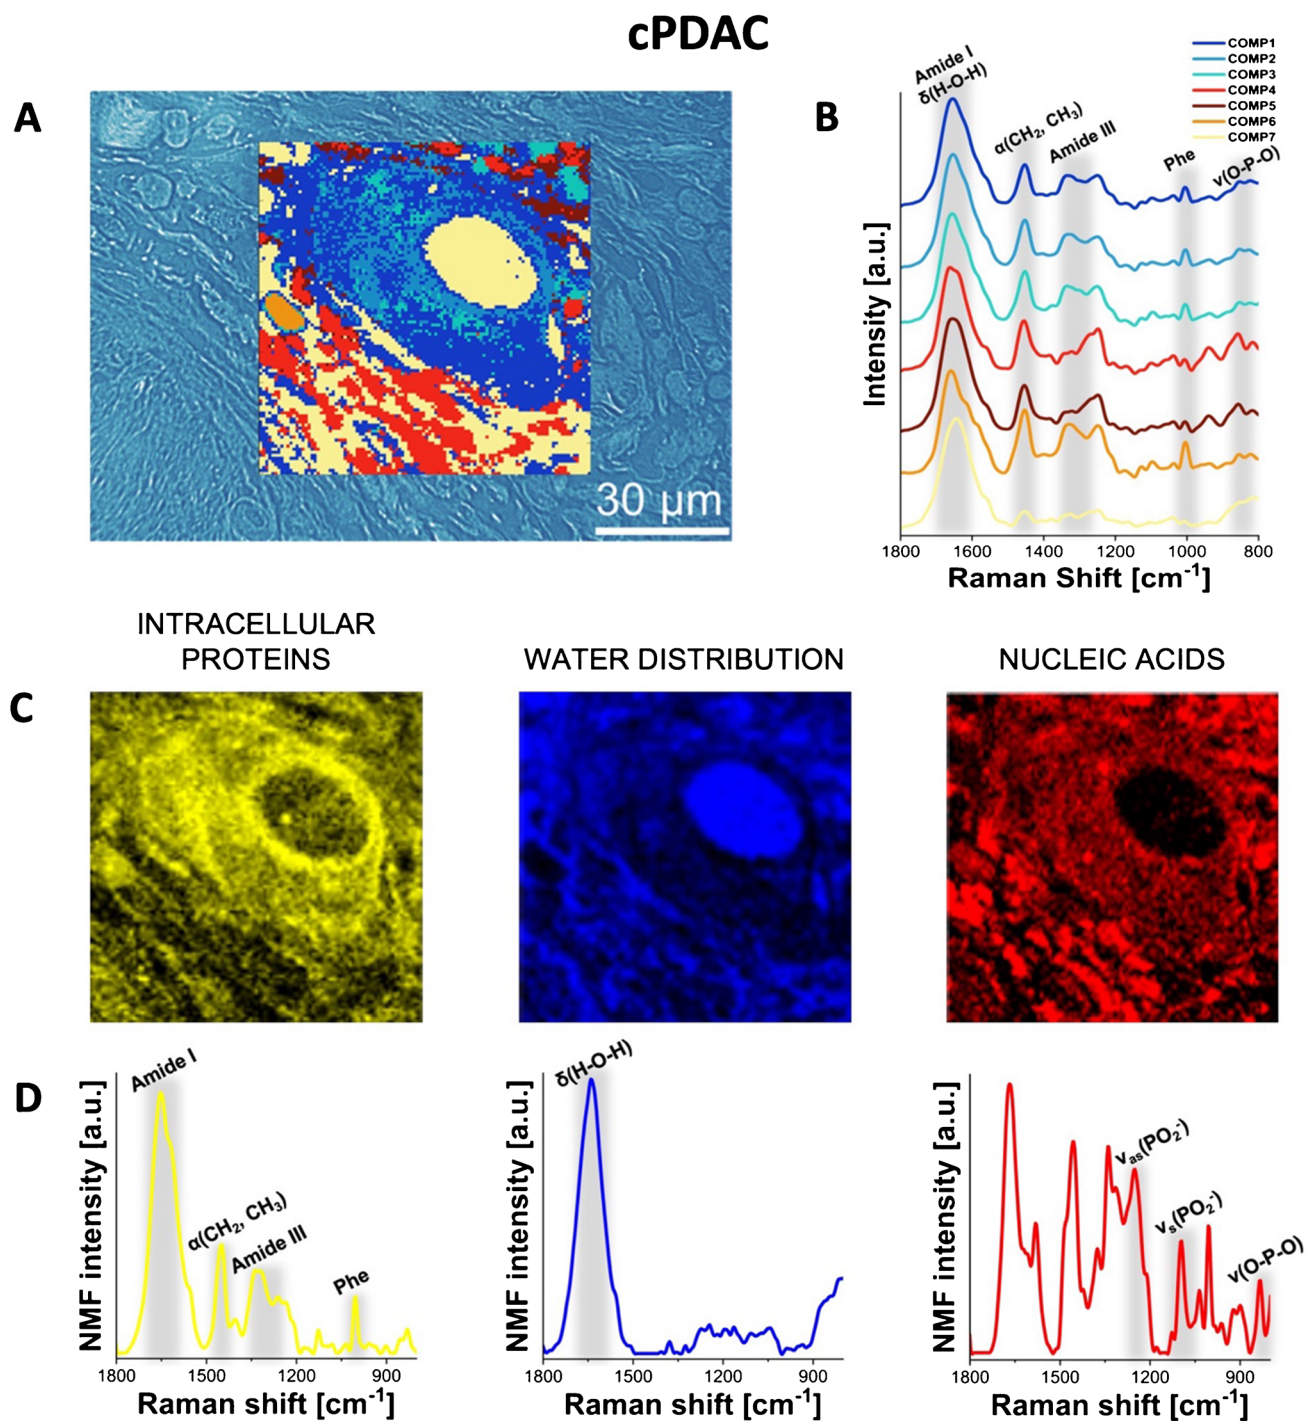 cPDAC
A
30 µm
B
COMP1
COMP2
COMP3
COMP4
COMP5
COMP6
COMP7
Amide I
δ(H-O-H)
α(CH₂, CH₃)
Amide III
Phe
v(O-P-O)
Intensity [a.u.]
1800 1600 1400 1200 1000 800
Raman Shift [cm⁻¹]
C
INTRACELLULAR
PROTEINS
WATER DISTRIBUTION
NUCLEIC ACIDS
D
Amide I
α(CH₂, CH₃)
Amide III
Phe
NMF intensity [a.u.]
1800 1500 1200 900
Raman shift [cm⁻¹]
δ(H-O-H)
NMF intensity [a.u.]
1800 1500 1200 900
Raman shift [cm⁻¹]
vₐₛ(PO₂⁻)
vₛ(PO₂⁻)
v(O-P-O)
NMF intensity [a.u.]
1800 1500 1200 900
Raman shift [cm⁻¹]